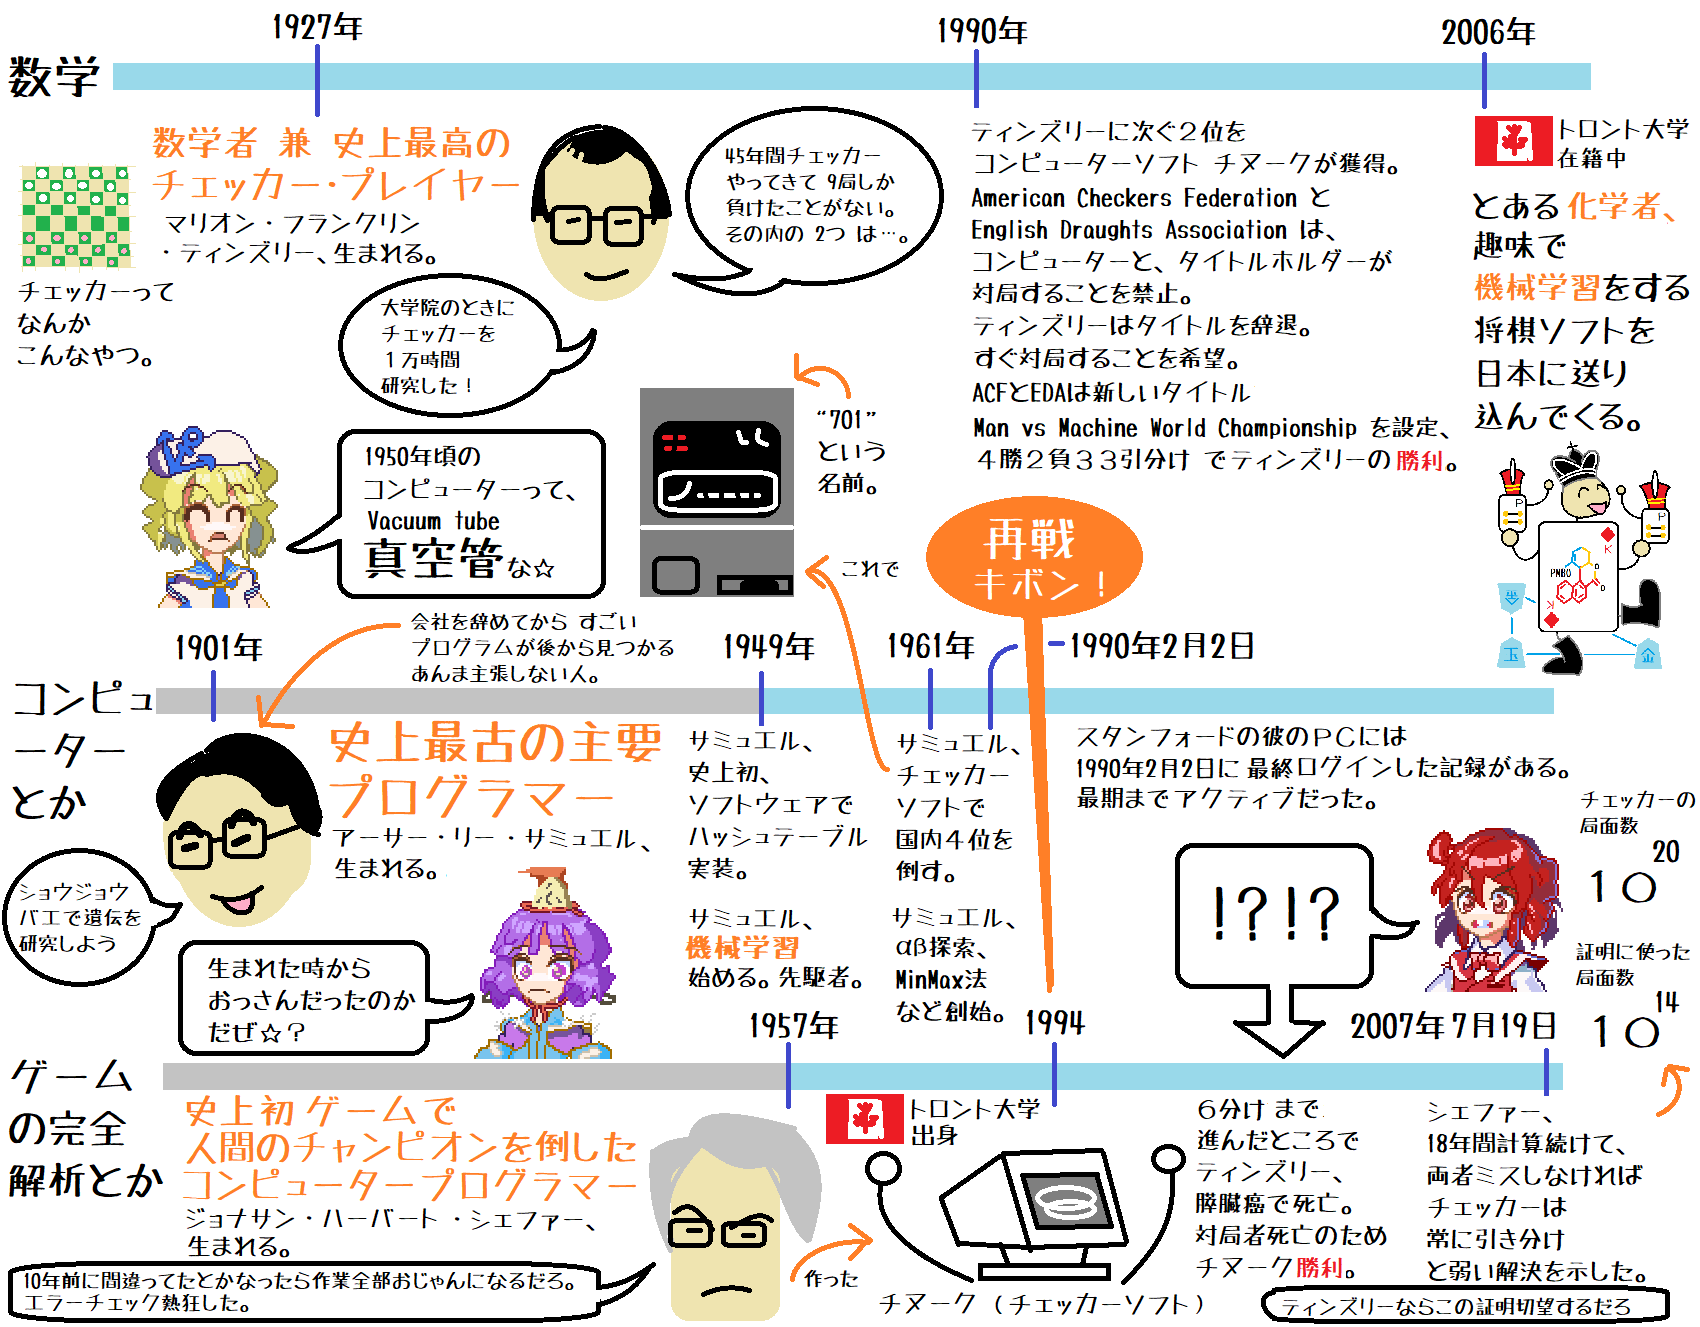 1927年
1990年
2006年
数学
数学者 兼 史上最高の
チェッカー・プレイヤー
マリオン・フランクリン
・ティンズリー、生まれる。
チェッカーって
なんか
こんなやつ。
45年間チェッカー
やってきて 9局しか
負けたことがない。
その内の 2つ は…。
大学院のときに
チェッカーを
１万時間
研究した！
ティンズリーに次ぐ２位を
コンピューターソフト チヌークが獲得。
American Checkers Federation と
English Draughts Association は、
コンピューターと、タイトルホルダーが
対局することを禁止。
ティンズリーはタイトルを辞退。
すぐ対局することを希望。
ACFとEDAは新しいタイトル
Man vs Machine World Championship を設定、
４勝２負３３引分け でティンズリーの 勝利。
トロント大学
在籍中
とある 化学者、
趣味で
機械学習をする
将棋ソフトを
日本に送り
込んでくる。
P
P
K
PNBO
O
O
O
K
平
玉
金
1950年頃の
コンピューターって、
Vacuum tube
真空管な☆
“701”
という
名前。
これで
再戦
キボン！
会社を辞めてから すごい
プログラムが後から見つかる
あんま主張しない人。
1901年
1949年
1961年
1990年2月2日
コンピュ
ーター
とか
史上最古の主要
プログラマー
アーサー・リー・サミュエル、
生まれる。
ショウジョウ
バエで遺伝を
研究しよう
生まれた時から
おっさんだったのか
だぜ☆？
サミュエル、
史上初、
ソフトウェアで
ハッシュテーブル
実装。
サミュエル、
機械学習
始める。先駆者。
サミュエル、
チェッカー
ソフトで
国内４位を
倒す。
サミュエル、
αβ探索、
MinMax法
など創始。
スタンフォードの彼のＰＣには
1990年2月2日に 最終ログインした記録がある。
最期までアクティブだった。
!?!?
チェッカーの
局面数
10
20
証明に使った
局面数
10
14
1957年
1994
2007年 7月19日
ゲーム
の完全
解析とか
史上初 ゲームで
人間のチャンピオンを倒した
コンピュータープログラマー
ジョナサン・ハーバート・シェファー、
生まれる。
10年前に間違ってたとかなったら作業全部おじゃんになるだろ。
エラーチェック熱狂した。
トロント大学
出身
作った
チヌーク（チェッカーソフト）
６分け まで
進んだところで
ティンズリー、
膵臓癌で死亡。
対局者死亡のため
チヌーク 勝利。
シェファー、
18年間計算続けて、
両者ミスしなければ
チェッカーは
常に引き分け
と弱い解決を示した。
ティンズリーならこの証明切望するだろ